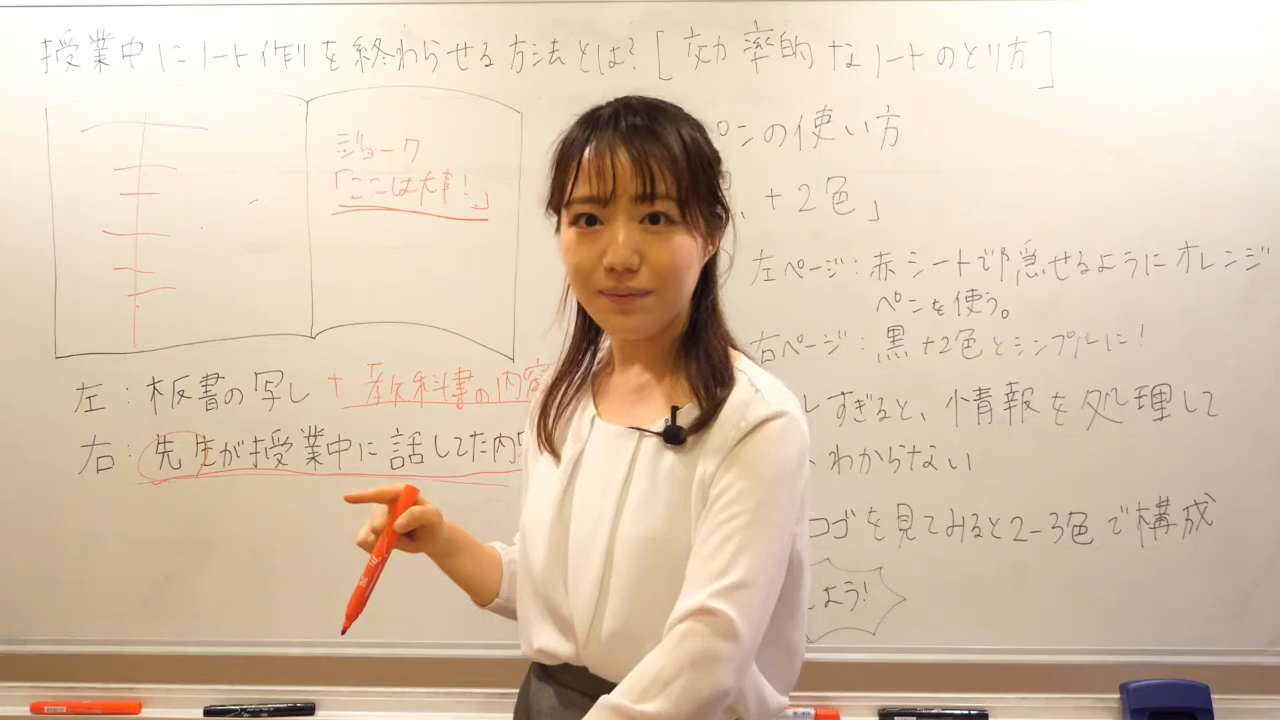 授業中にノート作りを終わらせる方法とは?[効率的なノートのとり方]
ジョーク
「ここは大事!」
左:板書の写し + 教科書の内容
右:先生が授業中に話してた内
ペンの使い方
+2色」
左ページ:赤シートで隠せるようにオレンジ
ペンを使う。
右ページ:黒+2色とシンプルに!
しすぎると、情報を処理して
わからない
ロゴを見てみると2-3色で構成
しよう!